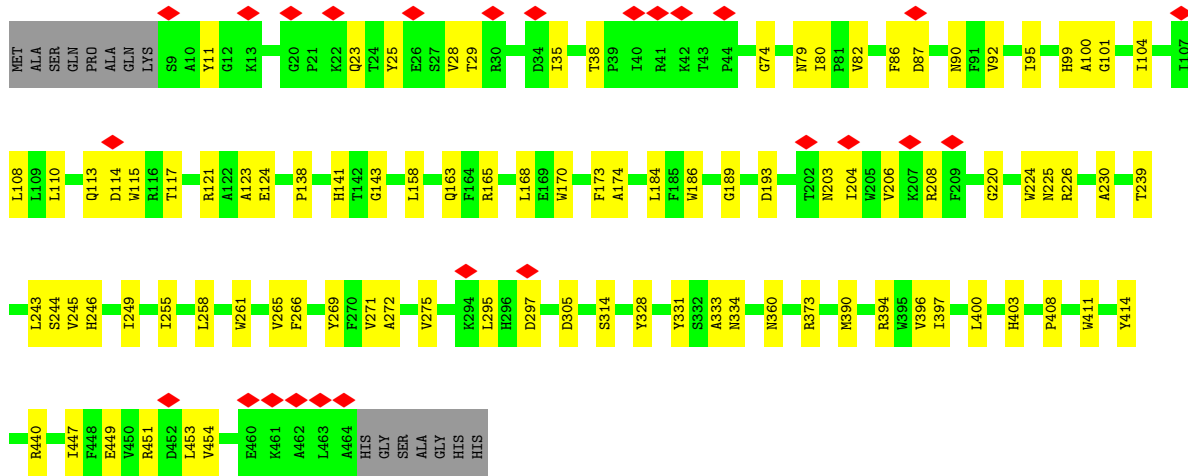 MET ALA SER GLN PRO ALA GLN LYS S9 A10 Y11 G12 K13 G20 P21 K22 Q23 T24 Y25 E26 S27 V28 T29 R30 D34 I35 T38 P39 I40 R41 K42 T43 P44 G74 N79 I80 P81 V82 F86 D87 N90 F91 V92 I95 H99 A100 G101 I104 I107
L108 L109 L110 Q113 D114 W115 R116 T117 R121 A122 A123 E124 P138 H141 T142 G143 L158 Q163 F164 R165 L168 E169 W170 F173 A174 L184 F185 W186 G189 D193 T202 N203 I204 W205 V206 K207 R208 F209 G220 W224 N225 R226 A230 T239
L243 S244 V245 H246 I249 I255 L258 W261 V265 F266 Y269 F270 V271 A272 V275 K294 L295 H296 D297 D305 S314 Y328 Y331 S332 A333 N334 N360 R373 M390 R394 W395 V396 I397 L400 H403 P408 W411 Y414
R440 I447 F448 E449 V450 R451 D452 L453 V454 E460 K461 A462 L463 A464 HIS GLY SER ALA GLY HIS HIS